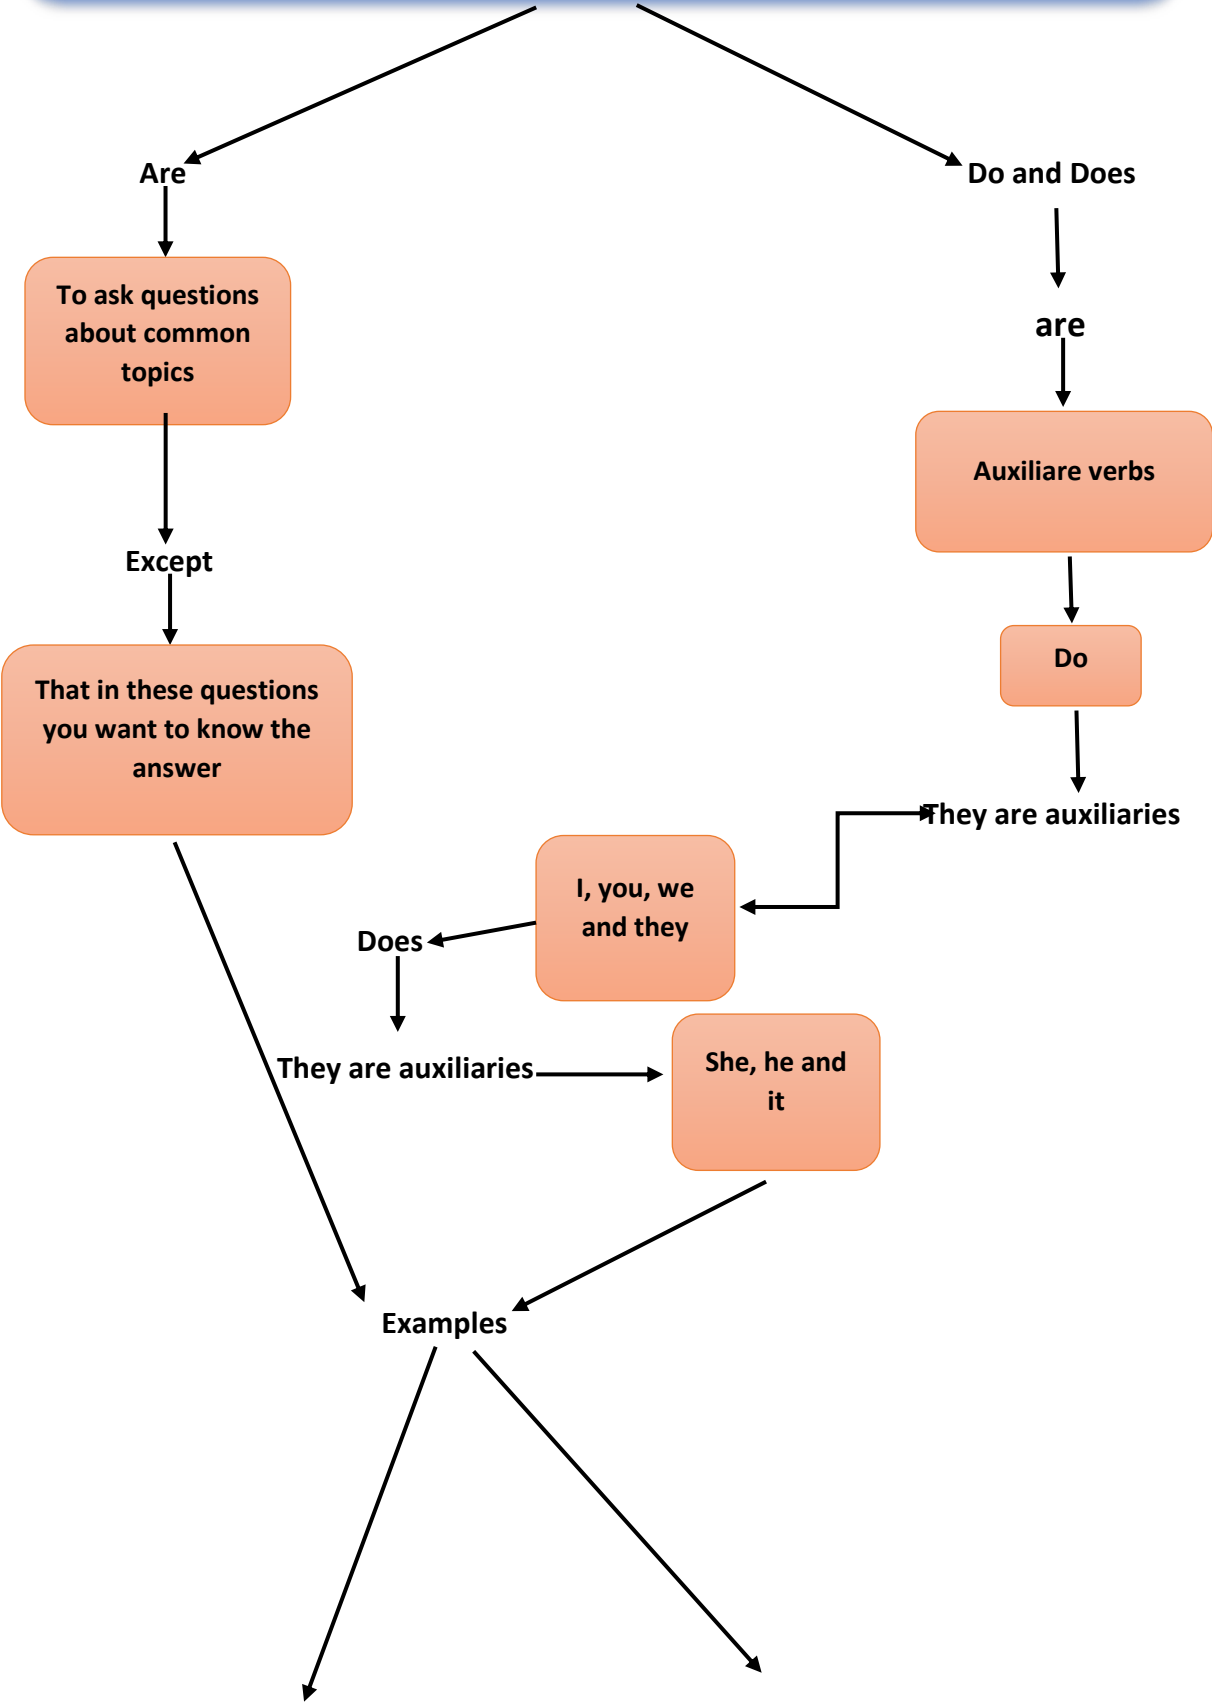 Are
To ask questions
about common
topics
Except
That in these questions
you want to know the
answer
Do and Does
are
Auxiliare verbs
Do
They are auxiliaries
I, you, we
and they
Does
They are auxiliaries
She, he and
it
Examples